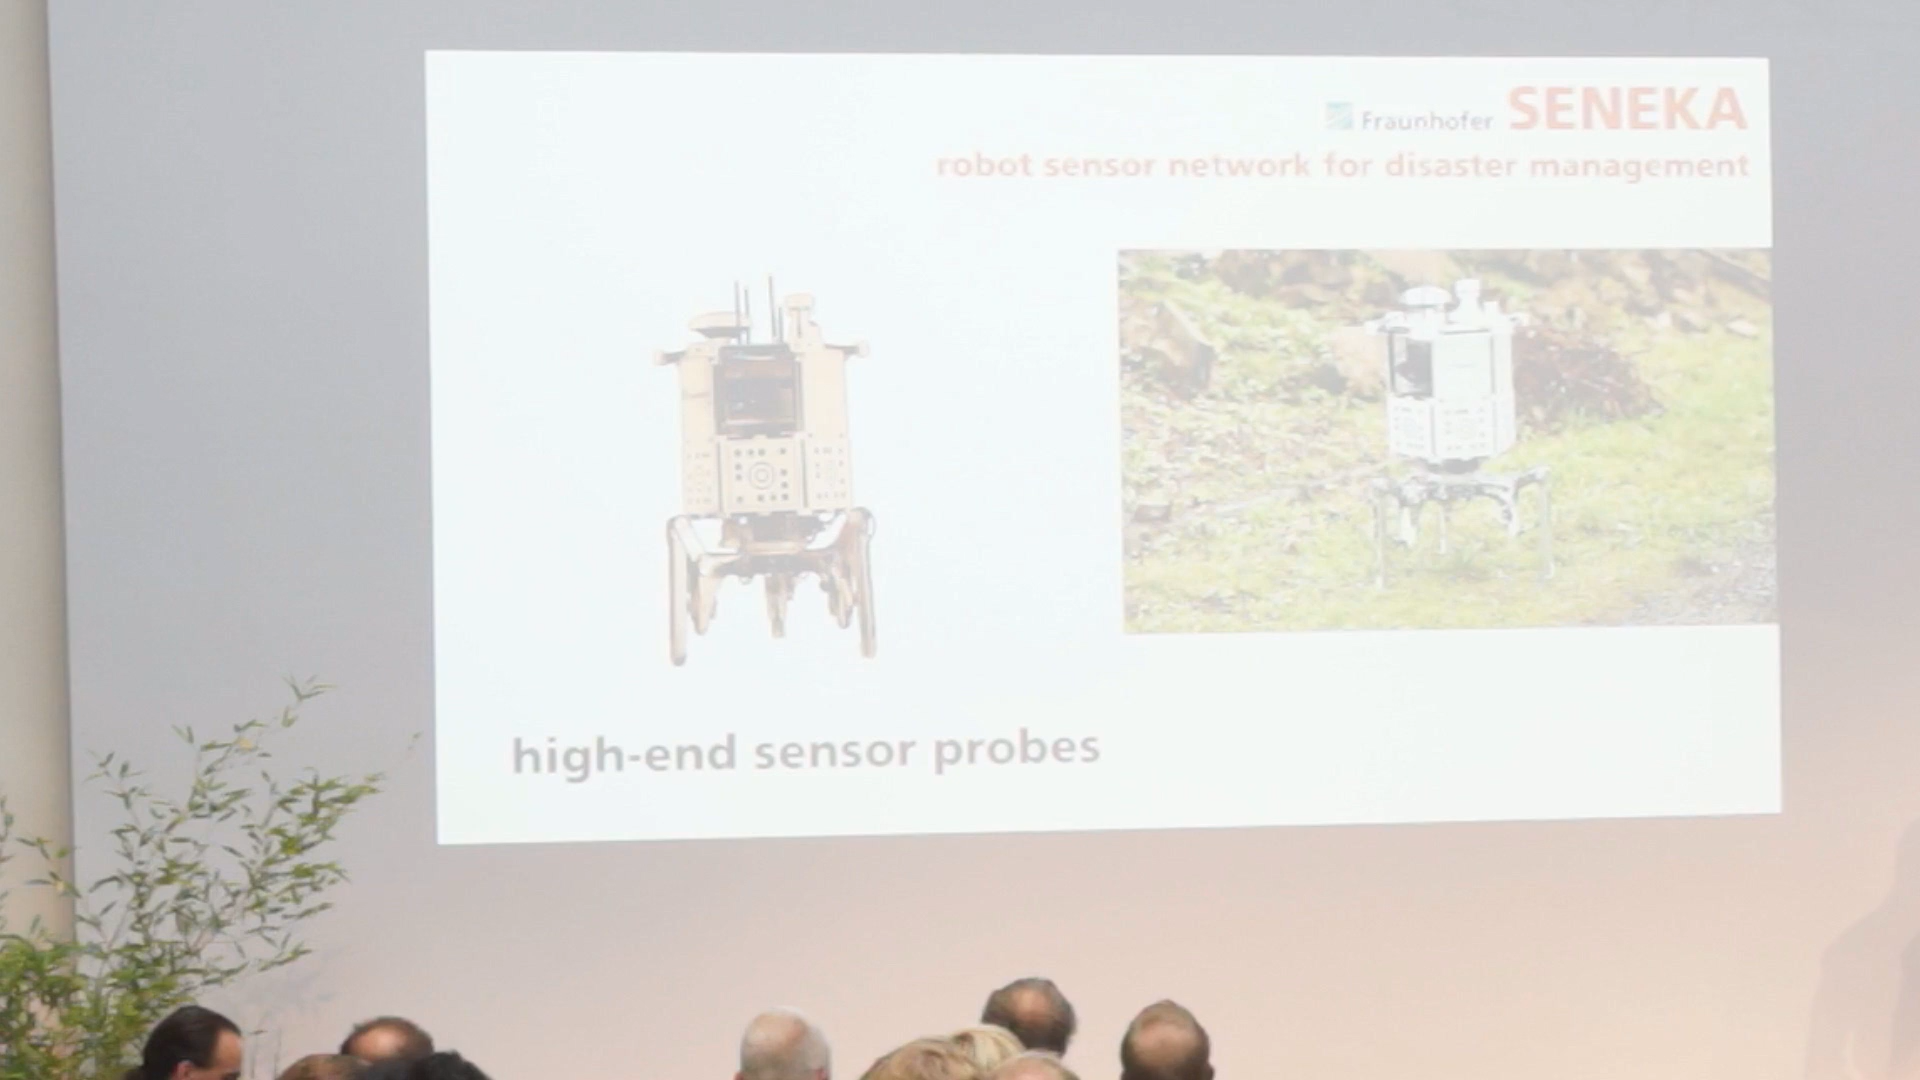 Fraunhofer SENEKA
robot sensor network for disaster management
high-end sensor probes